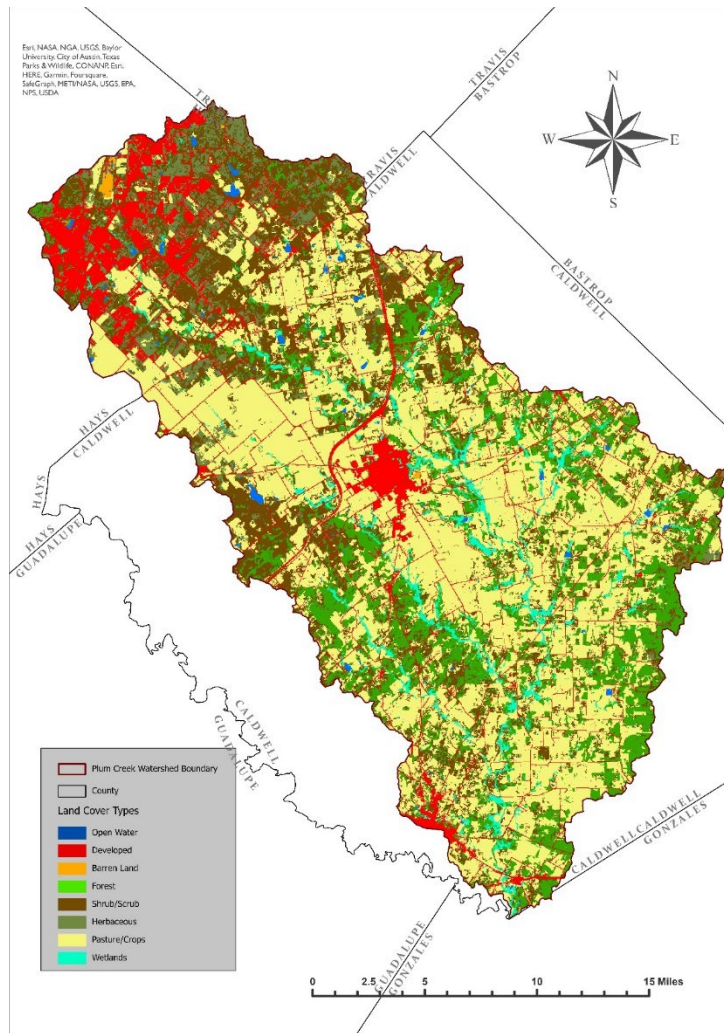 Esri, NASA, NGA, USGS, Baylor
University, City of Austin, Texas
Parks & Wildlife, CONANP, Esri,
HERE, Garmin, Foursquare,
SafeGraph, METI/NASA, USGS, EPA,
NPS, USDA
TRAVIS
BASTROP
N
W
E
S
TRAVIS
CALDWELL
BASTROP
CALDWELL
HAYS
CALDWELL
HAYS
HAYS
GUADALUPE
CALDWELL
GUADALUPE
CALDWELLCALDWELL
GONZALES
GUADALUPE
GONZALES
Plum Creek Watershed Boundary
County
Land Cover Types
Open Water
Developed
Barren Land
Forest
Shrub/Scrub
Herbaceous
Pasture/Crops
Wetlands
0 2.5 5 10 15 Miles